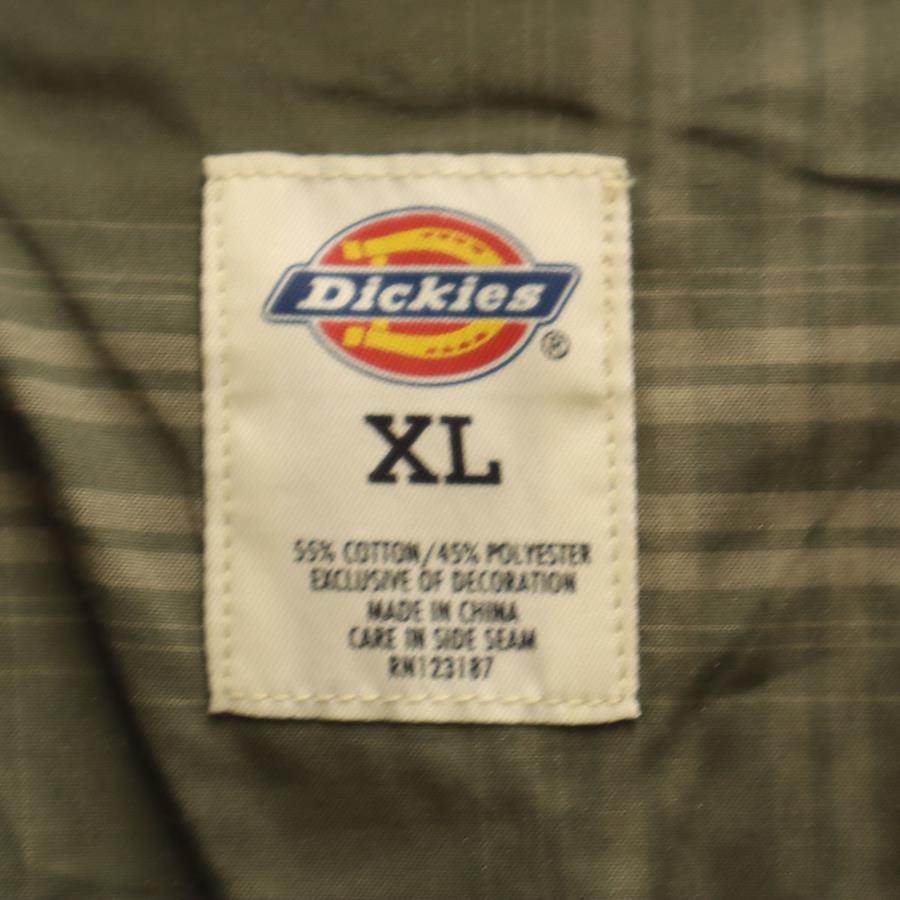 Dickies
®
XL
55% COTTON/45% POLYESTER
EXCLUSIVE OF DECORATION
MADE IN CHINA
CARE IN SIDE SEAM
RN123187